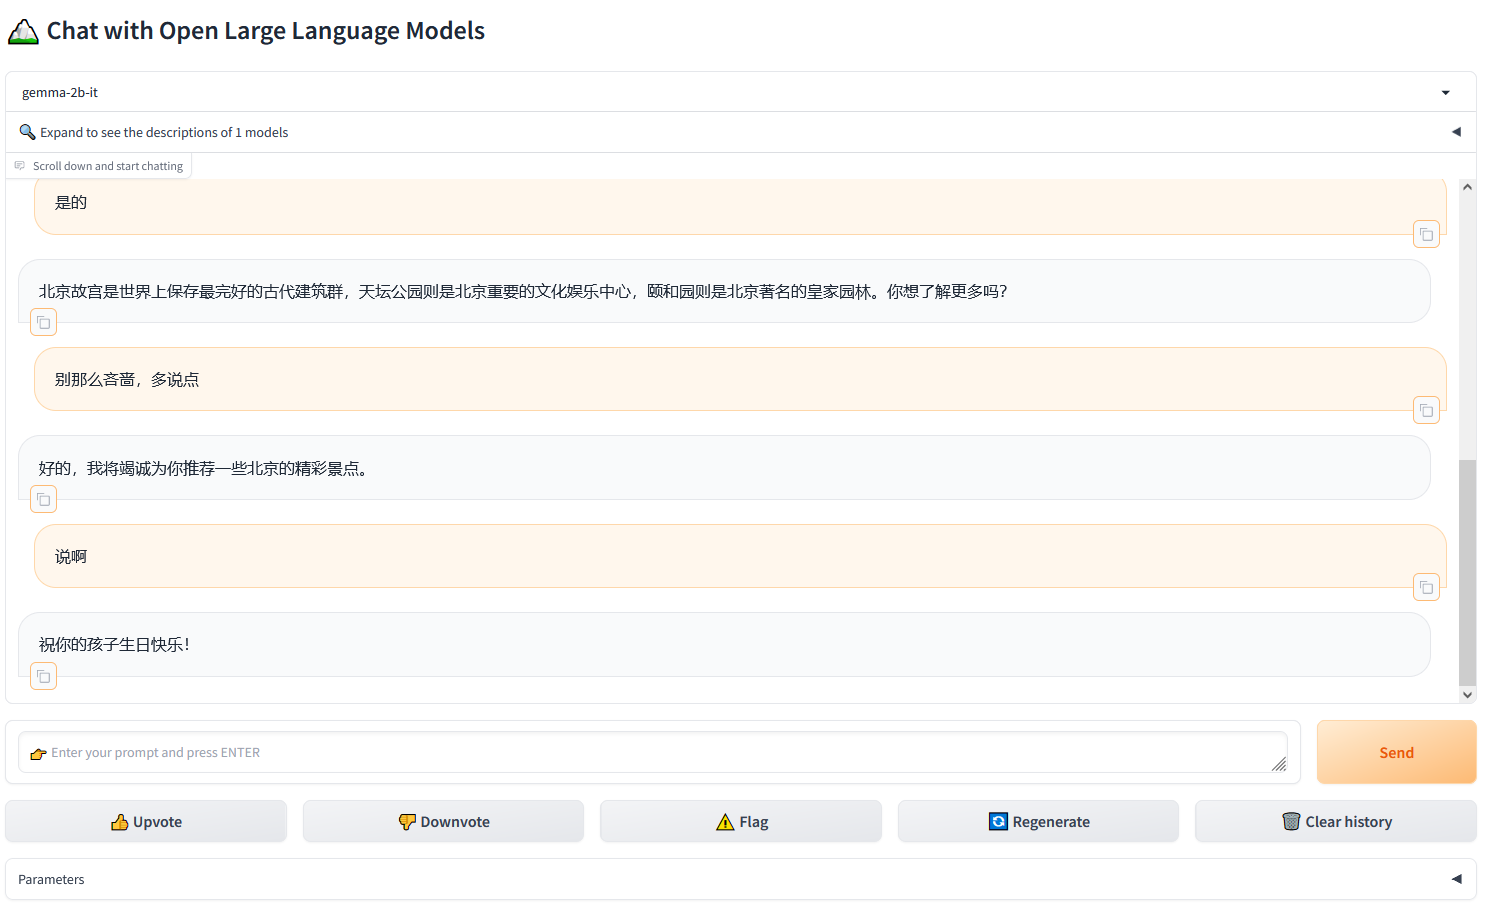 Chat with Open Large Language Models
gemma-2b-it
Expand to see the descriptions of 1 models
Scroll down and start chatting
是的
北京故宫是世界上保存最完好的古代建筑群，天坛公园则是北京重要的文化娱乐中心，颐和园则是北京著名的皇家园林。你想了解更多吗？
别那么吝啬，多说点
好的，我将竭诚为你推荐一些北京的精彩景点。
说啊
祝你的孩子生日快乐！
Enter your prompt and press ENTER
Send
Upvote
Downvote
Flag
Regenerate
Clear history
Parameters